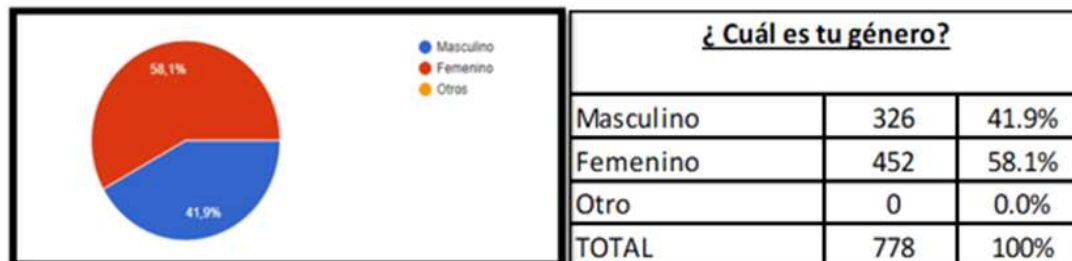 58,1%
41,9%
Masculino
Femenino
Otros
¿ Cuál es tu género?
Masculino 326 41.9%
Femenino 452 58.1%
Otro 0 0.0%
TOTAL 778 100%